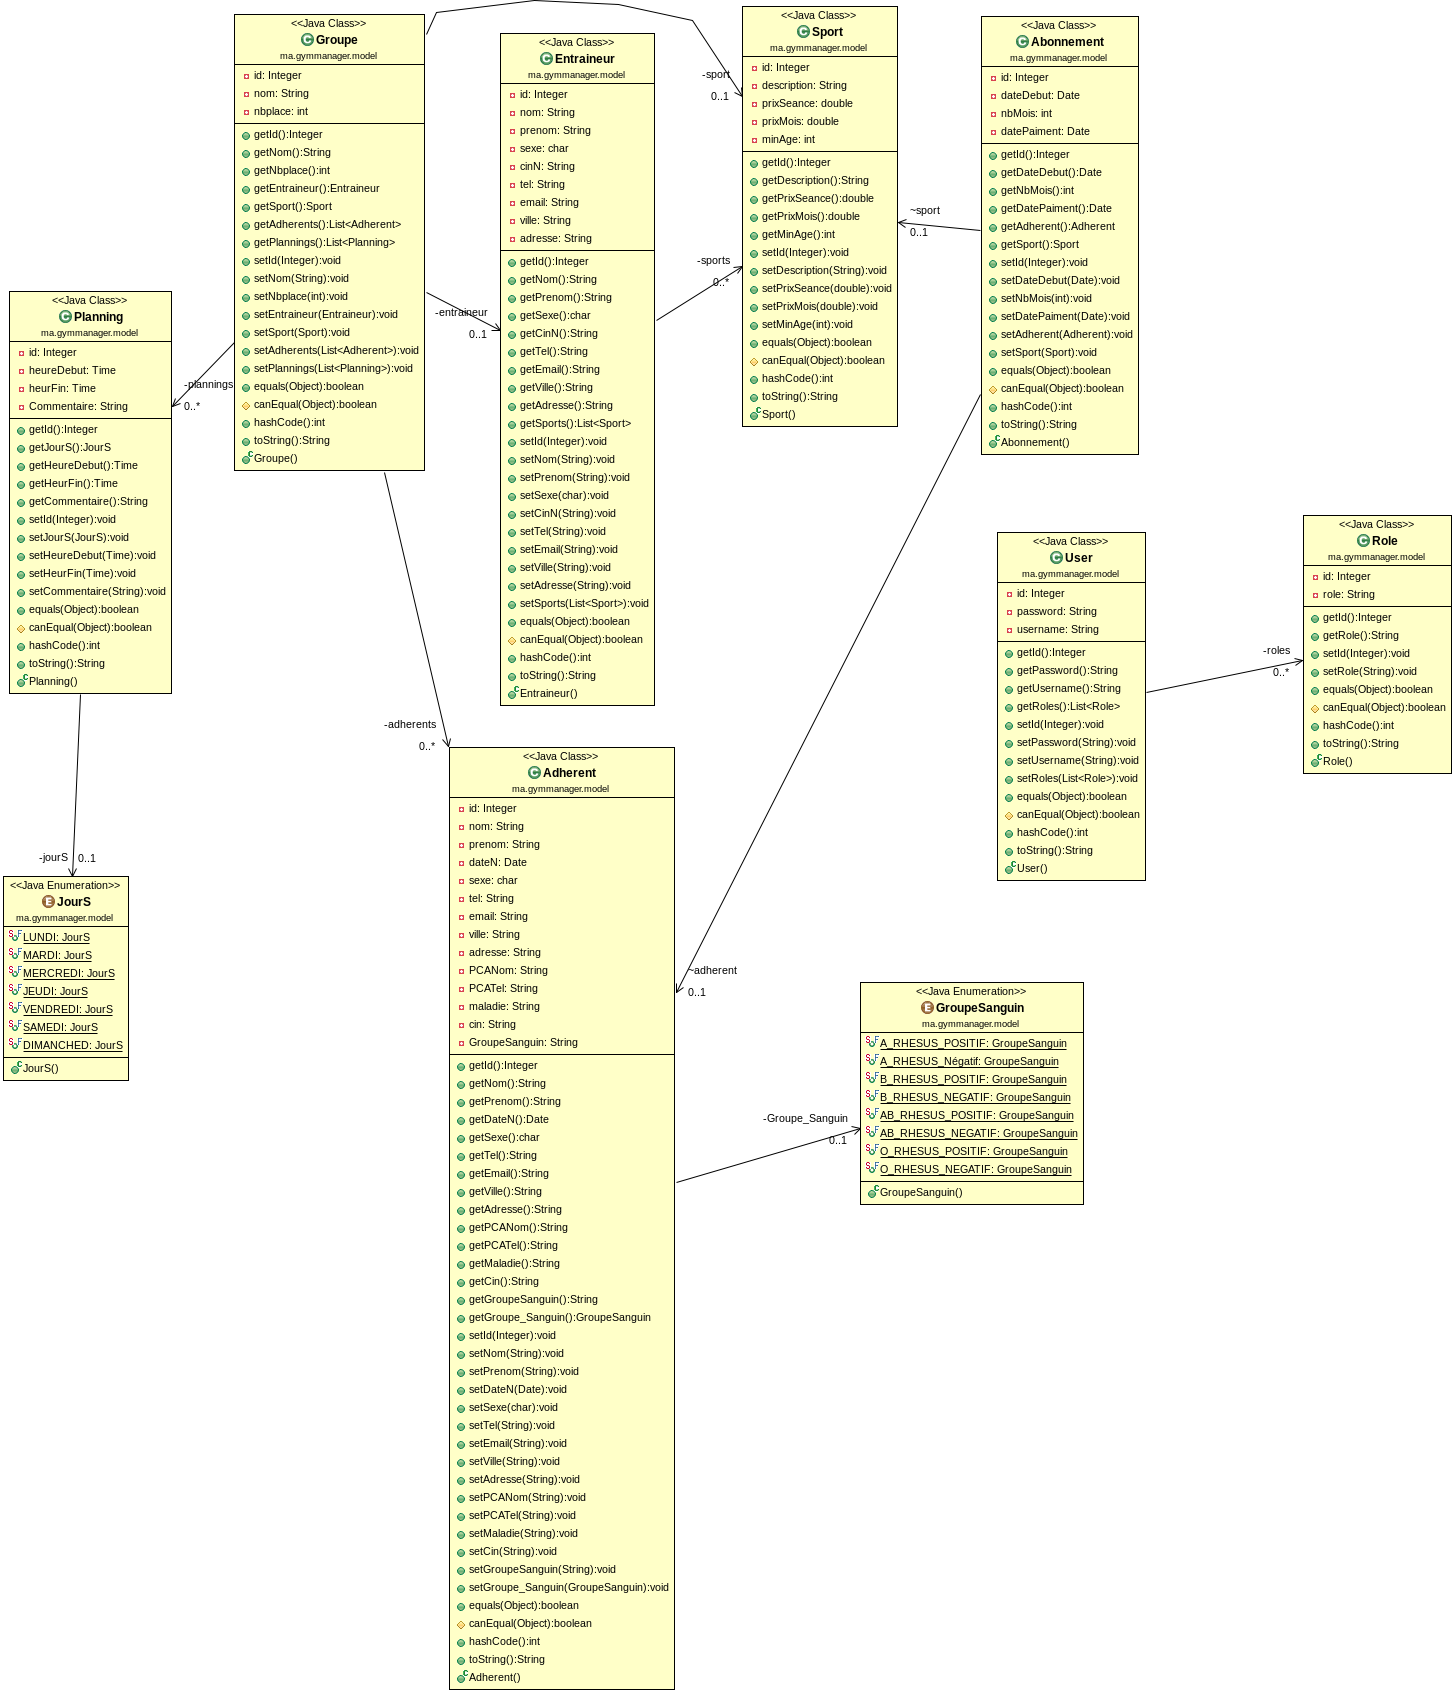 <<Java Class>>
Groupe
ma.gymmanager.model
id: Integer
nom: String
nbplace: int
getId():Integer
getNom():String
getNbplace():int
getEntraineur():Entraineur
getSport():Sport
getAdherents():List<Adherent>
getPlannings():List<Planning>
setId(Integer):void
setNom(String):void
setNbplace(int):void
setEntraineur(Entraineur):void
setSport(Sport):void
setAdherents(List<Adherent>):void
setPlannings(List<Planning>):void
equals(Object):boolean
canEqual(Object):boolean
hashCode():int
toString():String
Groupe()
<<Java Class>>
Entraineur
ma.gymmanager.model
id: Integer
nom: String
prenom: String
sexe: char
cinN: String
tel: String
email: String
ville: String
adresse: String
getId():Integer
getNom():String
getPrenom():String
getSexe():char
getCinN():String
getTel():String
getEmail():String
getVille():String
getAdresse():String
getSports():List<Sport>
setId(Integer):void
setNom(String):void
setPrenom(String):void
setSexe(char):void
setCinN(String):void
setTel(String):void
setEmail(String):void
setVille(String):void
setAdresse(String):void
setSports(List<Sport>):void
equals(Object):boolean
canEqual(Object):boolean
hashCode():int
toString():String
Entraineur()
-sport
0..1
<<Java Class>>
Sport
ma.gymmanager.model
id: Integer
description: String
prixSeance: double
prixMois: double
minAge: int
getId():Integer
getDescription():String
getPrixSeance():double
getPrixMois():double
getMinAge():int
setId(Integer):void
setDescription(String):void
setPrixSeance(double):void
setPrixMois(double):void
setMinAge(int):void
equals(Object):boolean
canEqual(Object):boolean
hashCode():int
toString():String
Sport()
<<Java Class>>
Abonnement
ma.gymmanager.model
id: Integer
dateDebut: Date
nbMois: int
datePaiment: Date
getId():Integer
getDateDebut():Date
getNbMois():int
getDatePaiment():Date
getAdherent():Adherent
getSport():Sport
setId(Integer):void
setDateDebut(Date):void
setNbMois(int):void
setDatePaiment(Date):void
setAdherent(Adherent):void
setSport(Sport):void
equals(Object):boolean
canEqual(Object):boolean
hashCode():int
toString():String
Abonnement()
~sport
0..1
-sports
0..*
-entraineur
0..1
-plannings
0..*
<<Java Class>>
Planning
ma.gymmanager.model
id: Integer
heureDebut: Time
heurFin: Time
Commentaire: String
getId():Integer
getJourS():JourS
getHeureDebut():Time
getHeurFin():Time
getCommentaire():String
setId(Integer):void
setJourS(JourS):void
setHeureDebut(Time):void
setHeurFin(Time):void
setCommentaire(String):void
equals(Object):boolean
canEqual(Object):boolean
hashCode():int
toString():String
Planning()
<<Java Class>>
User
ma.gymmanager.model
id: Integer
password: String
username: String
getId():Integer
getPassword():String
getUsername():String
getRoles():List<Role>
setId(Integer):void
setPassword(String):void
setUsername(String):void
setRoles(List<Role>):void
equals(Object):boolean
canEqual(Object):boolean
hashCode():int
toString():String
User()
-roles
0..*
<<Java Class>>
Role
ma.gymmanager.model
id: Integer
role: String
getId():Integer
getRole():String
setId(Integer):void
setRole(String):void
equals(Object):boolean
canEqual(Object):boolean
hashCode():int
toString():String
Role()
-adherents
0..*
<<Java Class>>
Adherent
ma.gymmanager.model
id: Integer
nom: String
prenom: String
dateN: Date
sexe: char
tel: String
email: String
ville: String
adresse: String
PCANom: String
PCATel: String
maladie: String
cin: String
GroupeSanguin: String
getId():Integer
getNom():String
getPrenom():String
getDateN():Date
getSexe():char
getTel():String
getEmail():String
getVille():String
getAdresse():String
getPCANom():String
getPCATel():String
getMaladie():String
getCin():String
getGroupeSanguin():String
getGroupe_Sanguin():GroupeSanguin
setId(Integer):void
setNom(String):void
setPrenom(String):void
setDateN(Date):void
setSexe(char):void
setTel(String):void
setEmail(String):void
setVille(String):void
setAdresse(String):void
setPCANom(String):void
setPCATel(String):void
setMaladie(String):void
setCin(String):void
setGroupeSanguin(String):void
setGroupe_Sanguin(GroupeSanguin):void
equals(Object):boolean
canEqual(Object):boolean
hashCode():int
toString():String
Adherent()
-jourS
0..1
<<Java Enumeration>>
JourS
ma.gymmanager.model
LUNDI: JourS
MARDI: JourS
MERCREDI: JourS
JEUDI: JourS
VENDREDI: JourS
SAMEDI: JourS
DIMANCHED: JourS
JourS()
~adherent
0..1
-Groupe_Sanguin
0..1
<<Java Enumeration>>
GroupeSanguin
ma.gymmanager.model
A_RHESUS_POSITIF: GroupeSanguin
A_RHESUS_Négatif: GroupeSanguin
B_RHESUS_POSITIF: GroupeSanguin
B_RHESUS_NEGATIF: GroupeSanguin
AB_RHESUS_POSITIF: GroupeSanguin
AB_RHESUS_NEGATIF: GroupeSanguin
O_RHESUS_POSITIF: GroupeSanguin
O_RHESUS_NEGATIF: GroupeSanguin
GroupeSanguin()